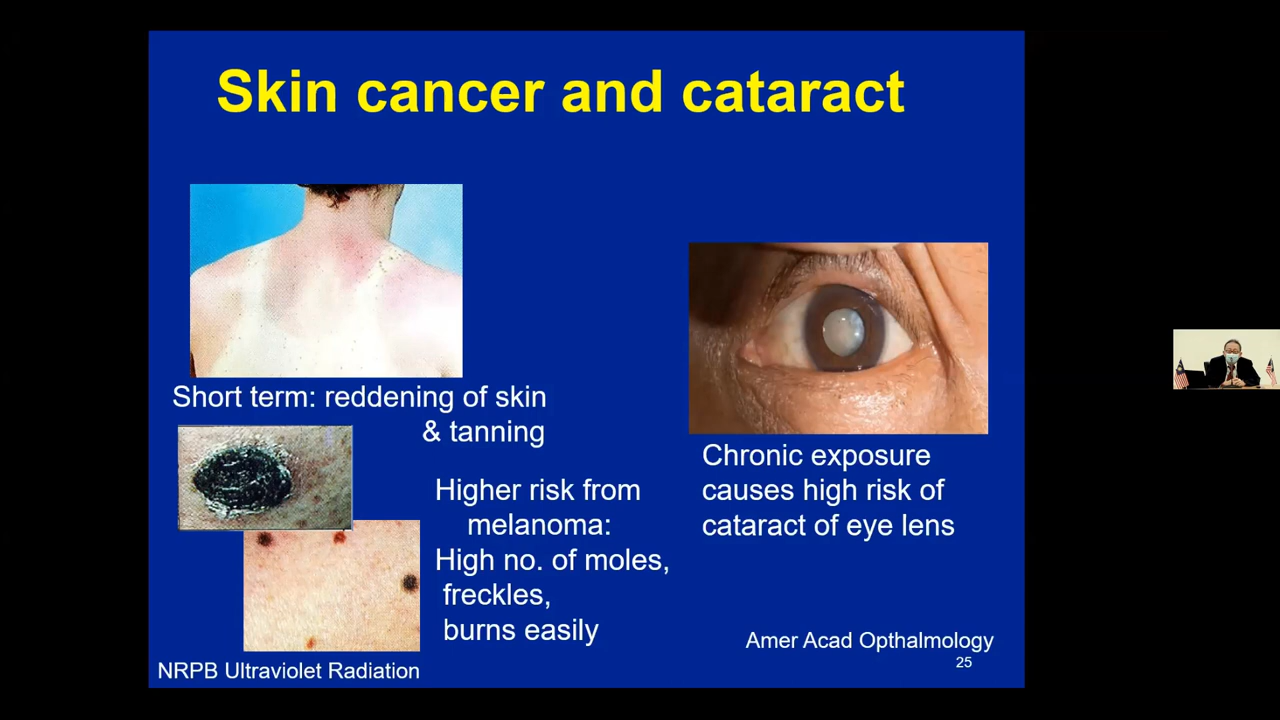 Skin cancer and cataract
Short term: reddening of skin
& tanning
Higher risk from
melanoma:
High no. of moles,
freckles,
burns easily
NRPB Ultraviolet Radiation
Chronic exposure
causes high risk of
cataract of eye lens
Amer Acad Opthalmology
25